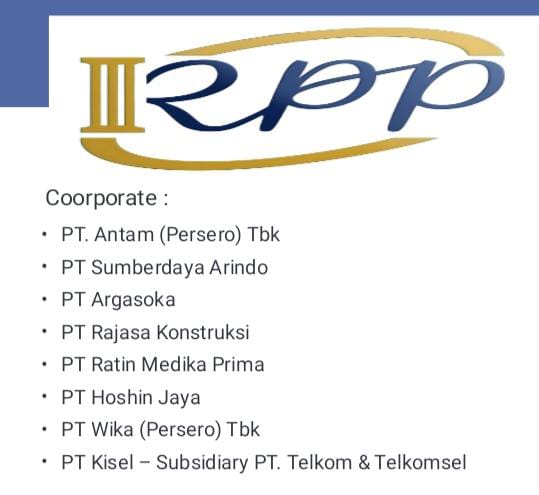 RPP
Coorporate :
• PT. Antam (Persero) Tbk
• PT Sumberdaya Arindo
• PT Argasoka
• PT Rajasa Konstruksi
• PT Ratin Medika Prima
• PT Hoshin Jaya
• PT Wika (Persero) Tbk
• PT Kisel – Subsidiary PT. Telkom & Telkomsel